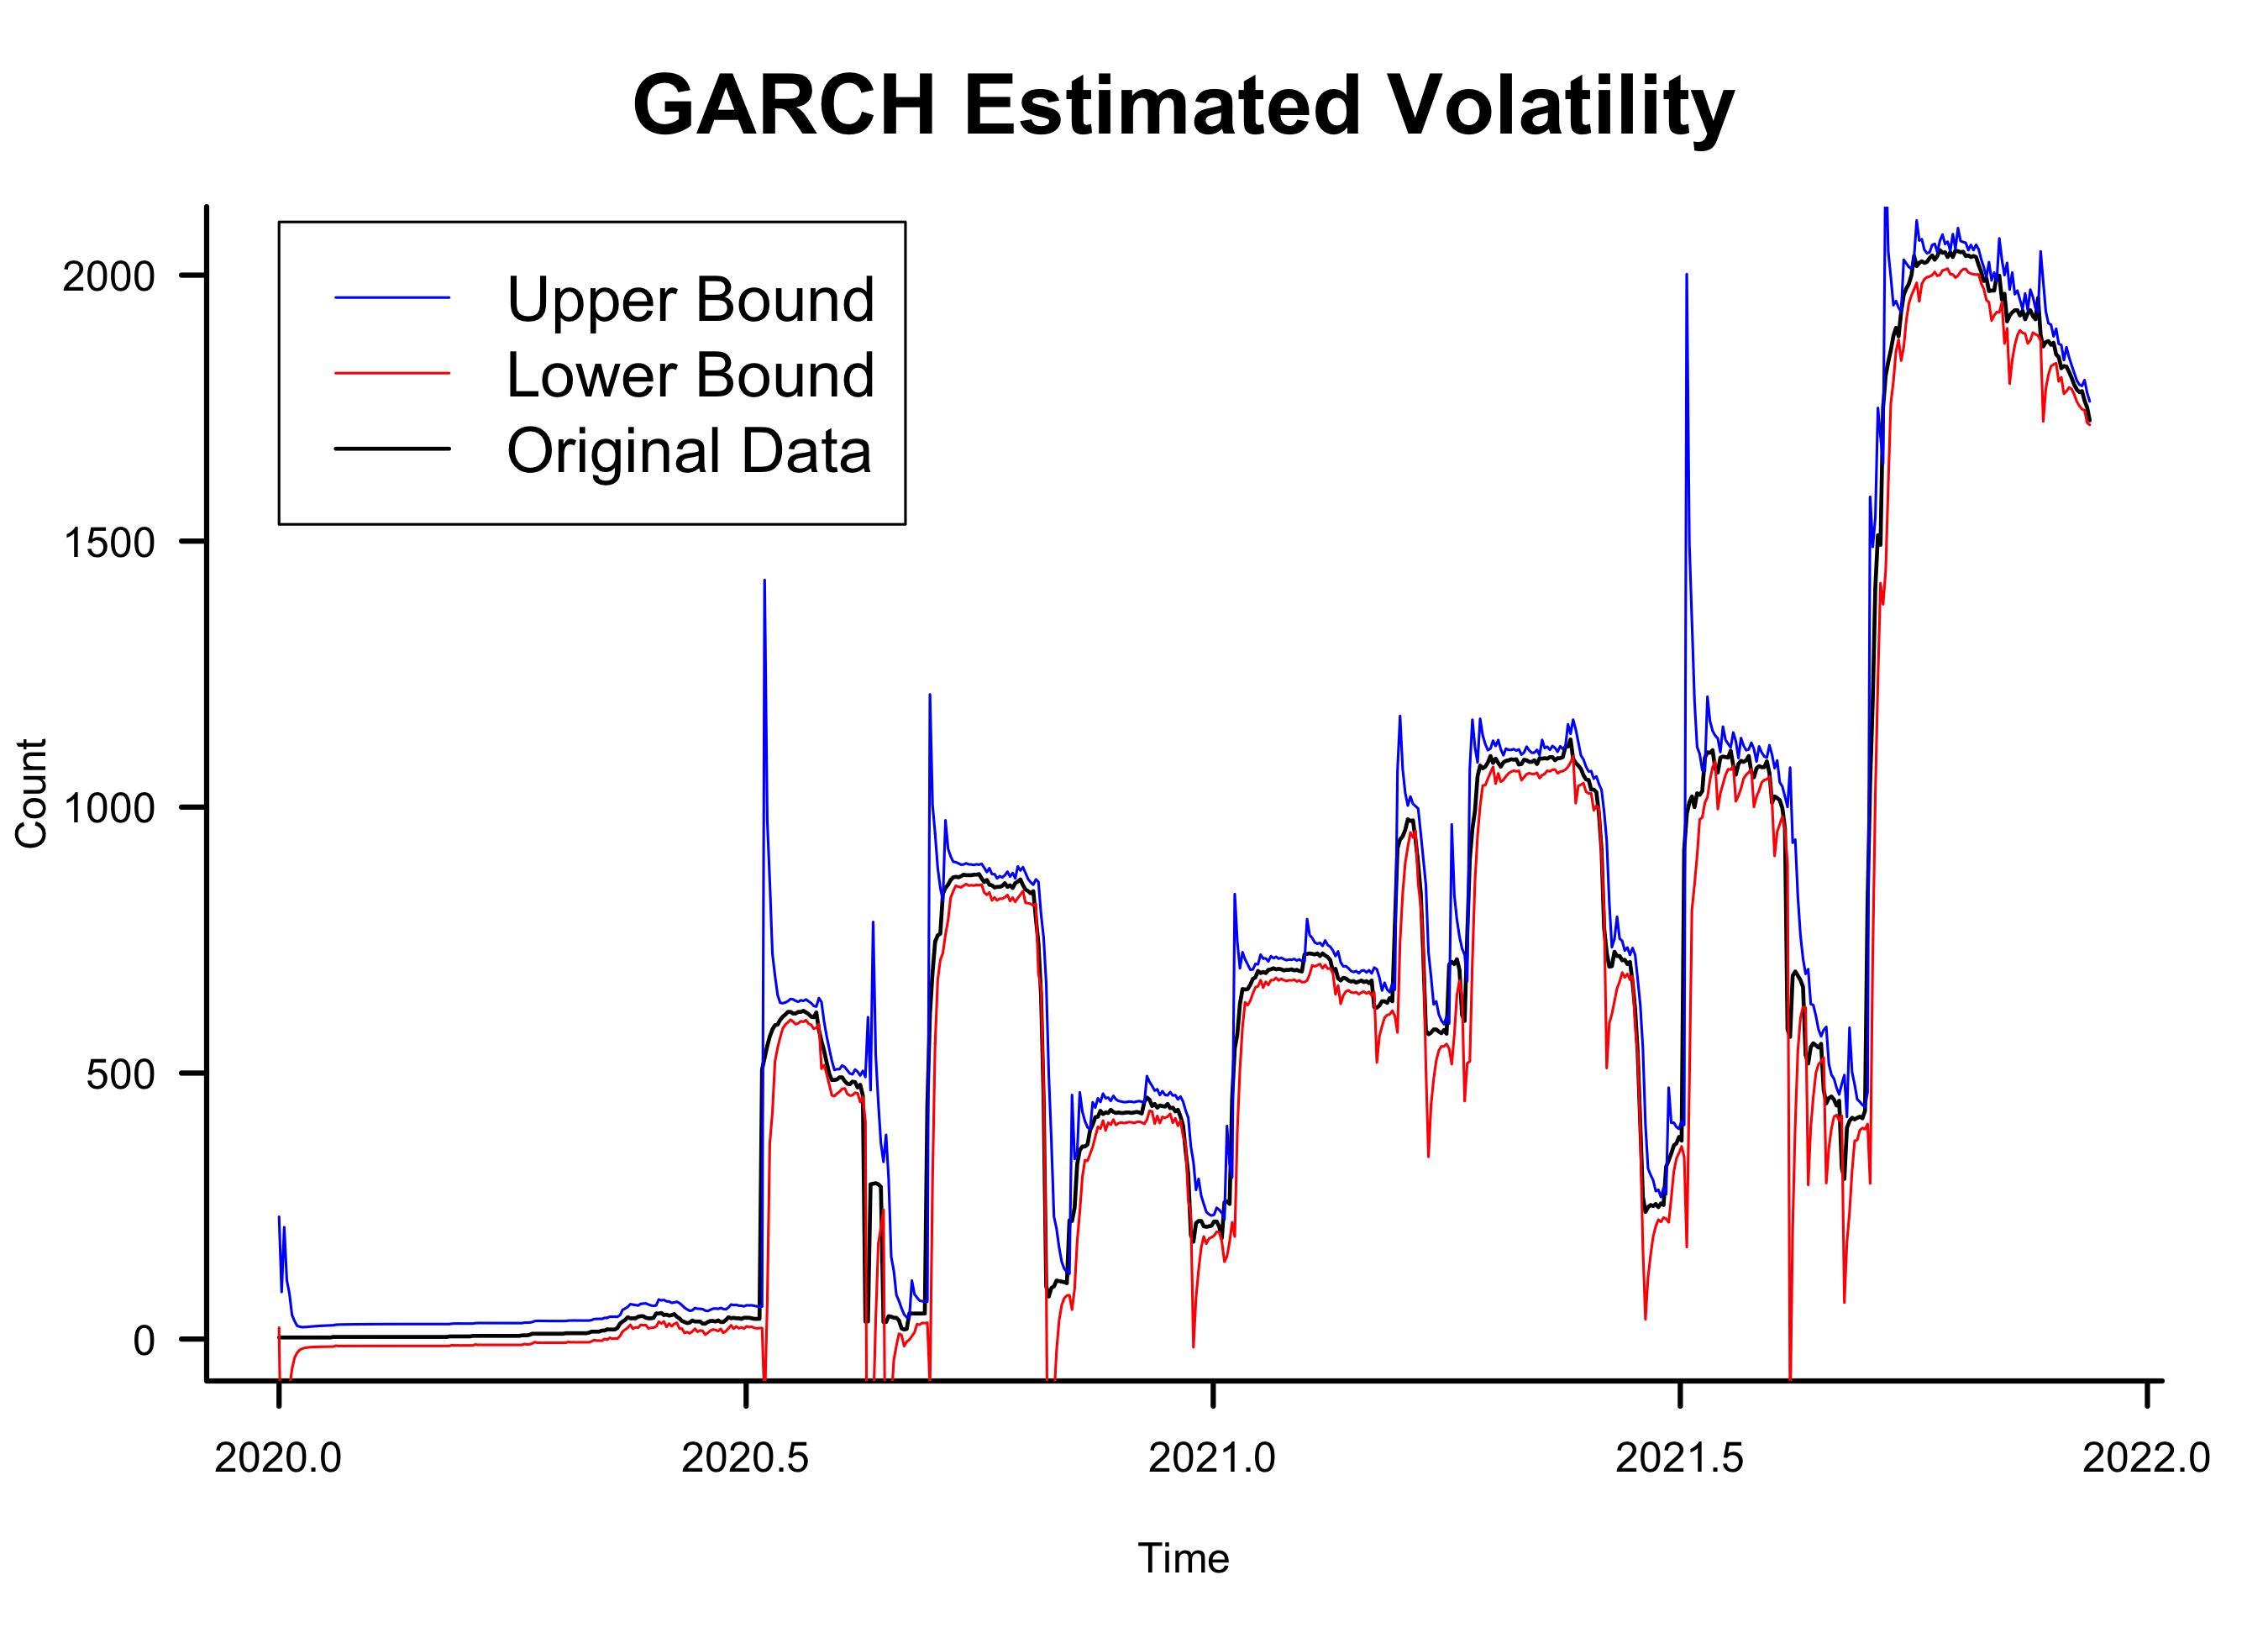 GARCH Estimated Volatility
Upper Bound
Lower Bound
Original Data
2000
1500
1000
500
0
Count
2020.0
2020.5
2021.0
2021.5
2022.0
Time